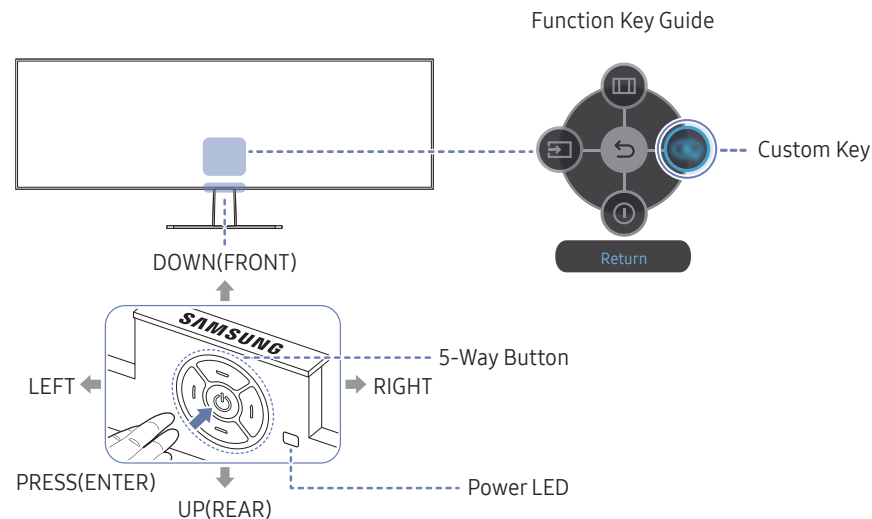 Function Key Guide
Custom Key
Return
DOWN(FRONT)
SAMSUNG
5-Way Button
LEFT
RIGHT
PRESS(ENTER)
Power LED
UP(REAR)